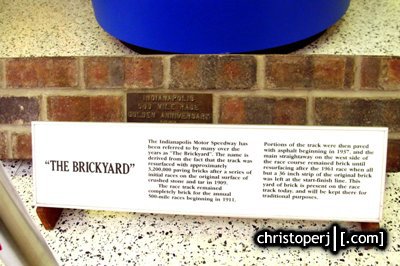 INDIANAPOLIS
500 MILE RACE
GOLDEN ANNIVERSARY
"THE BRICKYARD"
The Indianapolis Motor Speedway has
been referred to by many over the
years as "The Brickyard". The name is
derived from the fact that the track was
resurfaced with approximately
3,200,000 paving bricks after a series of
initial races on the original surface of
crushed stone and tar in 1909.
The race track remained
completely brick for the annual
500-mile races beginning in 1911.
Portions of the track were then paved
with asphalt beginning in 1937, and the
main straightaway on the west side of
the race course remained brick until
resurfacing after the 1961 race when all
but a 36 inch strip of the original brick
was left at the start-finish line. This
yard of brick is present on the race
track today, and will be kept there for
traditional purposes.
christoperj||[.com]